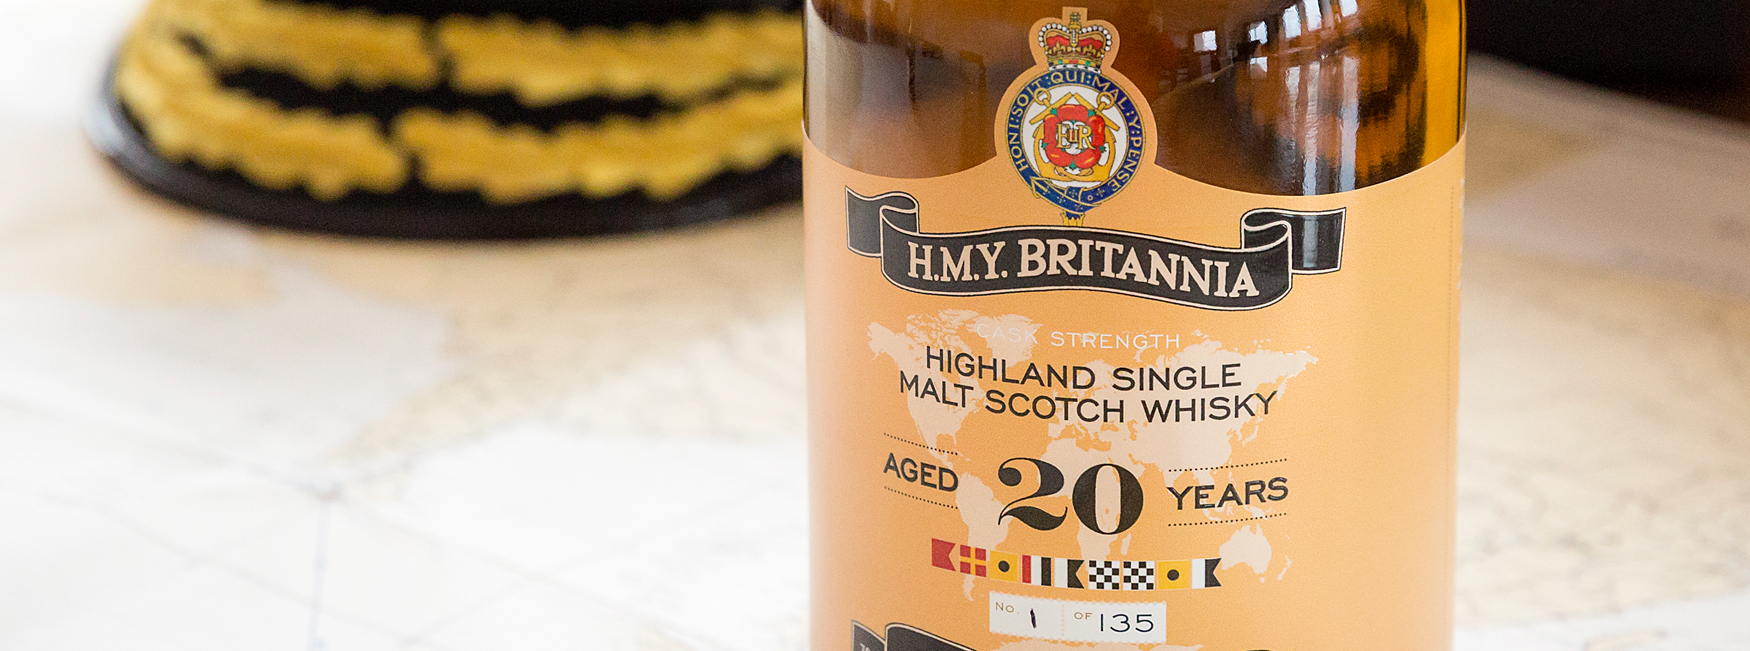 HONI·SOIT·QUI·MAL·Y·PENSE
EIIR
H.M.Y. BRITANNIA
CASK STRENGTH
HIGHLAND SINGLE
MALT SCOTCH WHISKY
AGED 20 YEARS
No. 1 OF 135